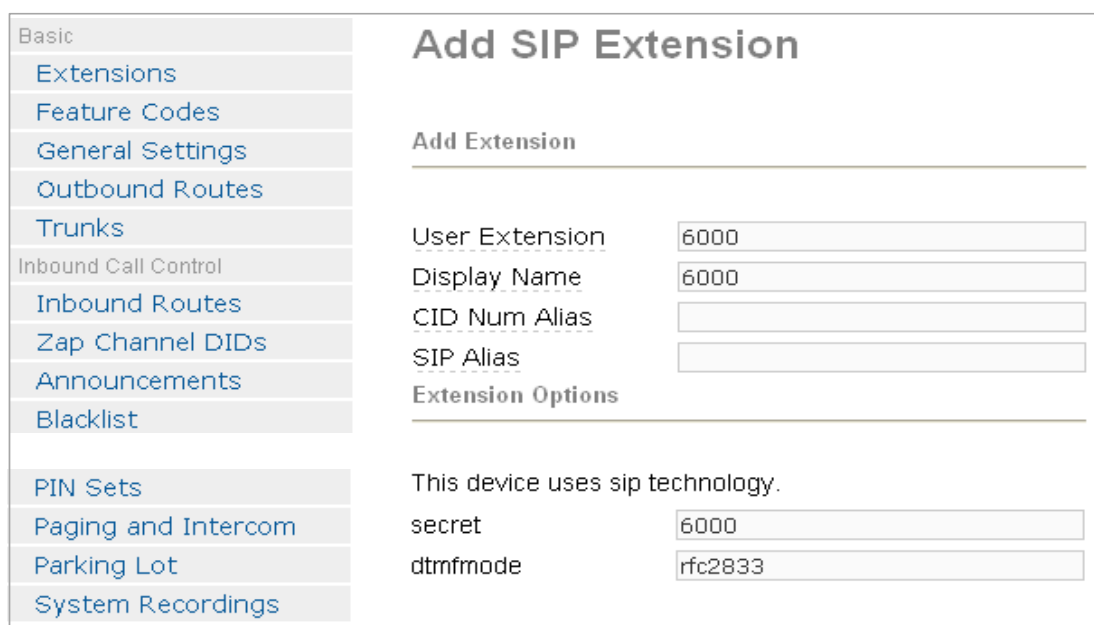 Basic
Extensions
Feature Codes
General Settings
Outbound Routes
Trunks
Inbound Call Control
Inbound Routes
Zap Channel DIDs
Announcements
Blacklist
PIN Sets
Paging and Intercom
Parking Lot
System Recordings
Add SIP Extension
Add Extension
User Extension 6000
Display Name 6000
CID Num Alias
SIP Alias
Extension Options
This device uses sip technology.
secret 6000
dtmfmode rfc2833